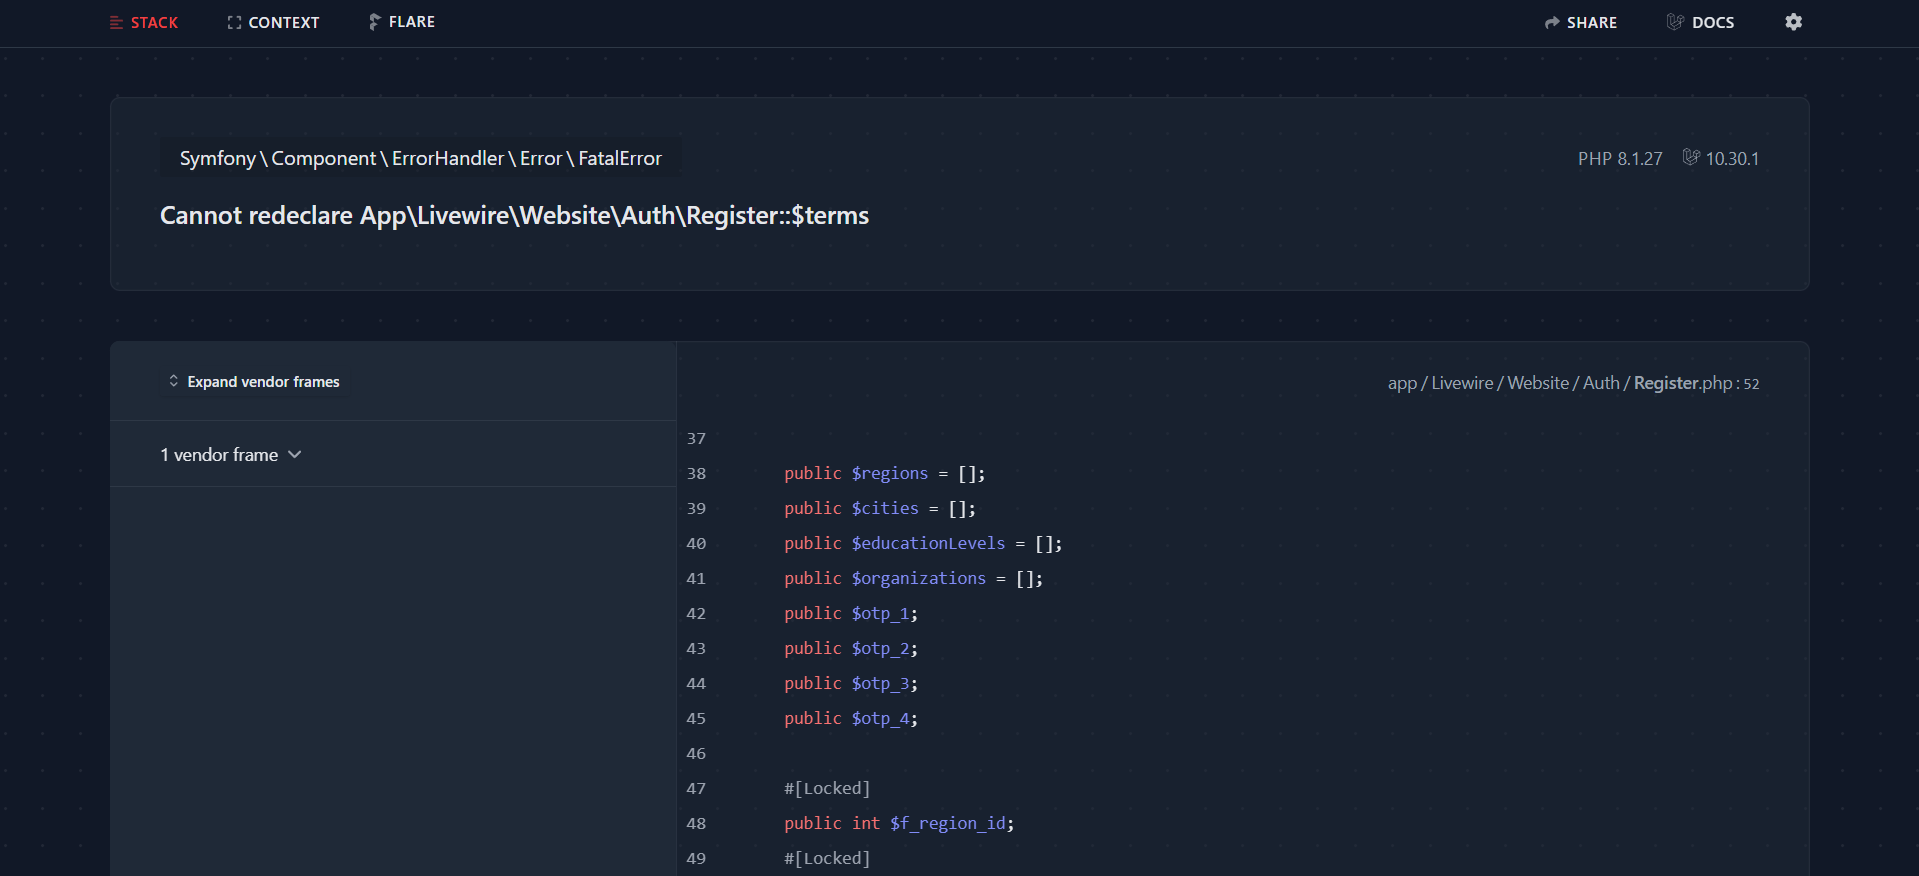 STACK CONTEXT FLARE SHARE DOCS
Symfony \ Component \ ErrorHandler \ Error \ FatalError
PHP 8.1.27 10.30.1
Cannot redeclare App\Livewire\Website\Auth\Register::$terms
Expand vendor frames
1 vendor frame
app / Livewire / Website / Auth / Register.php : 52
37
38 public $regions = [];
39 public $cities = [];
40 public $educationLevels = [];
41 public $organizations = [];
42 public $otp_1;
43 public $otp_2;
44 public $otp_3;
45 public $otp_4;
46
47 #[Locked]
48 public int $f_region_id;
49 #[Locked]